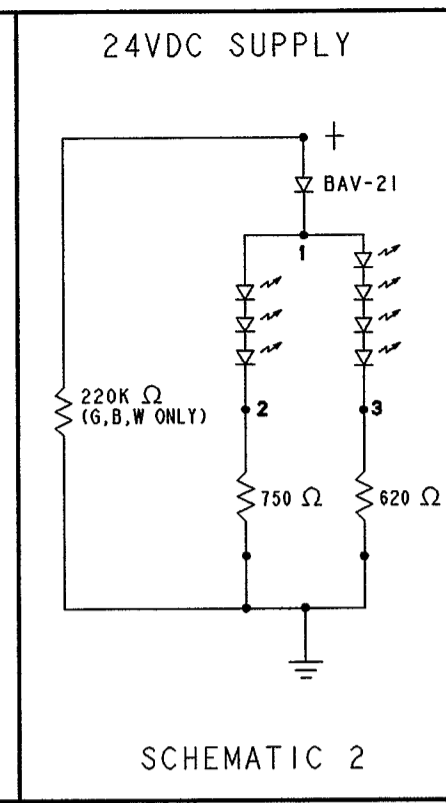 24VDC SUPPLY
+
BAV-21
1
220K Ω
(G,B,W ONLY)
2
3
750 Ω
620 Ω
SCHEMATIC 2